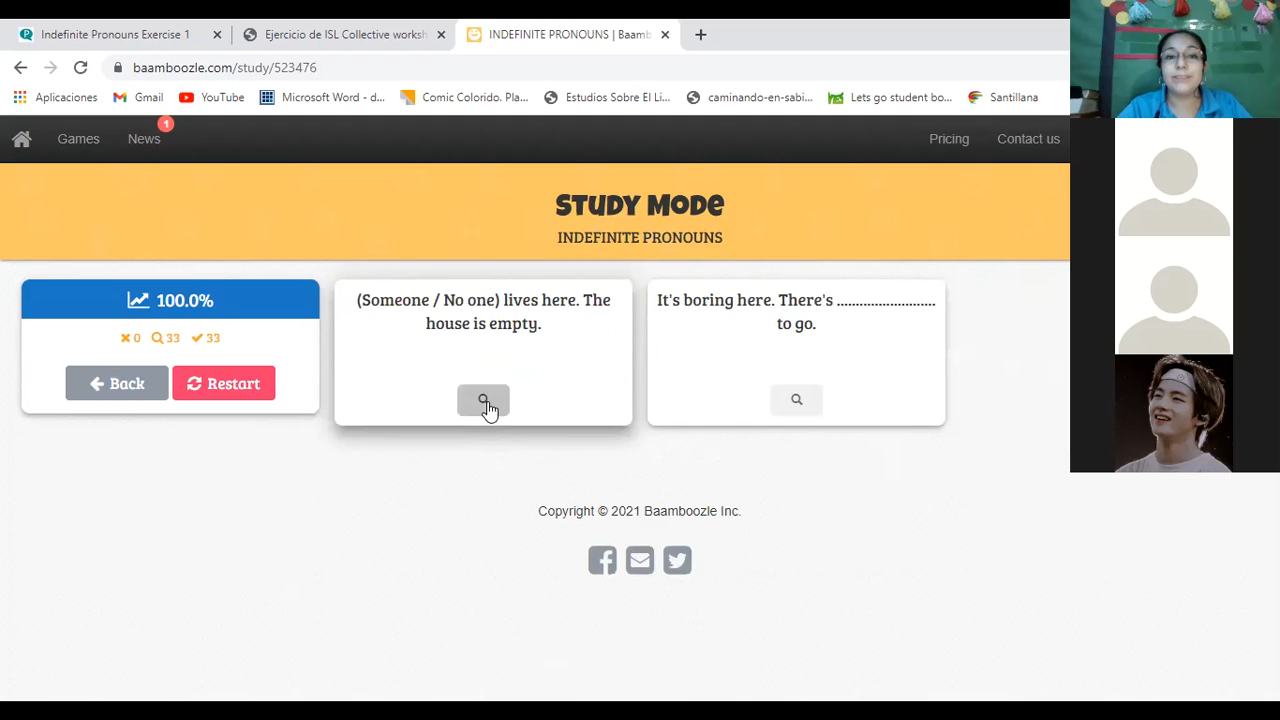 Indefinite Pronouns Exercise 1
Ejercicio de ISL Collective worksh
INDEFINITE PRONOUNS | Baamb
baamboozle.com/study/523476
Aplicaciones
Gmail
YouTube
Microsoft Word - d...
Comic Colorido. Pla...
Estudios Sobre El Li...
caminando-en-sabi...
Lets go student bo...
Santillana
Games
News
1
Pricing
Contact us
Study Mode
INDEFINITE PRONOUNS
100.0%
0 33 33
Back
Restart
(Someone / No one) lives here. The
house is empty.
It's boring here. There's ..........................
to go.
Copyright © 2021 Baamboozle Inc.